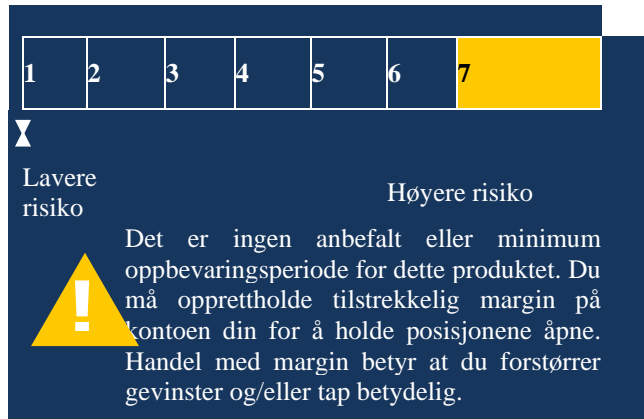 1 2 3 4 5 6 7
Lavere
risiko
Høyere risiko
Det er ingen anbefalt eller minimum
oppbevaringsperiode for dette produktet. Du
må opprettholde tilstrekkelig margin på
kontoen din for å holde posisjonene åpne.
Handel med margin betyr at du forstørrer
gevinster og/eller tap betydelig.